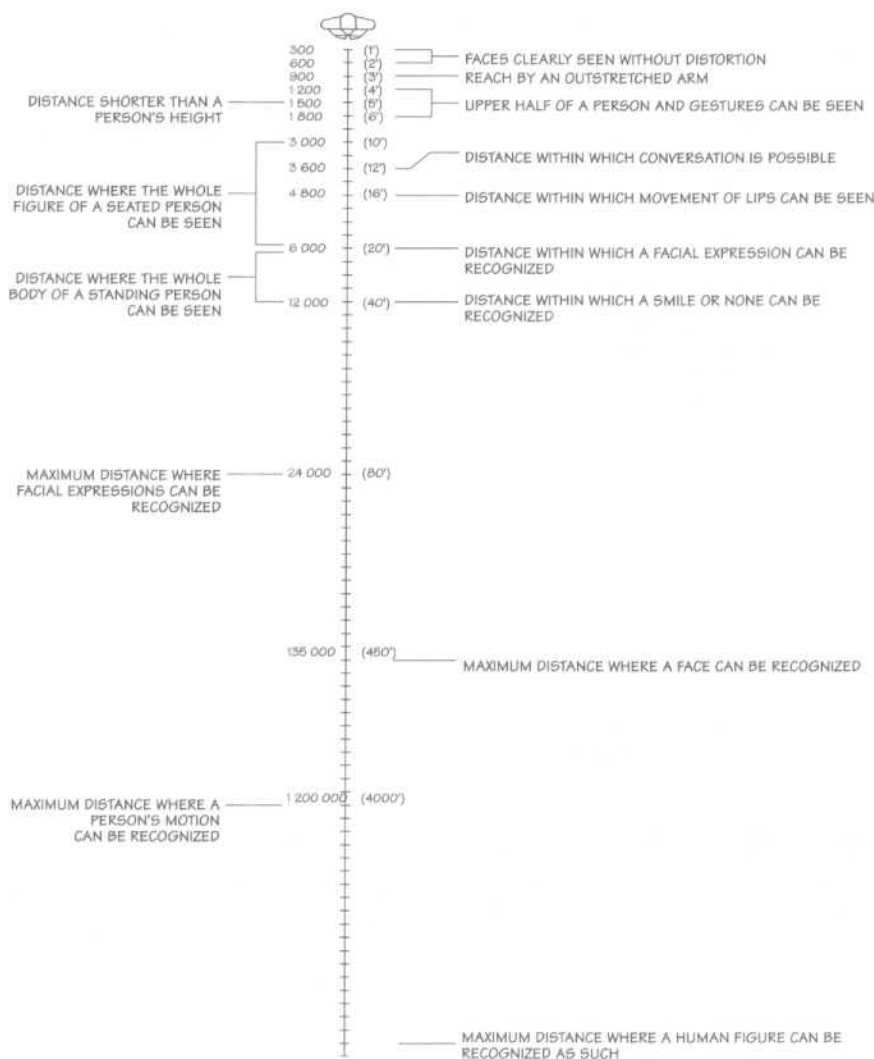 300 (1')
600 (2')
FACES CLEARLY SEEN WITHOUT DISTORTION
900 (3')
REACH BY AN OUTSTRETCHED ARM
1 200 (4')
DISTANCE SHORTER THAN A
PERSON'S HEIGHT
1 500 (5')
UPPER HALF OF A PERSON AND GESTURES CAN BE SEEN
1 800 (6')
3 000 (10')
3 600 (12')
DISTANCE WITHIN WHICH CONVERSATION IS POSSIBLE
DISTANCE WHERE THE WHOLE
FIGURE OF A SEATED PERSON
CAN BE SEEN
4 800 (16')
DISTANCE WITHIN WHICH MOVEMENT OF LIPS CAN BE SEEN
6 000 (20')
DISTANCE WITHIN WHICH A FACIAL EXPRESSION CAN BE
RECOGNIZED
DISTANCE WHERE THE WHOLE
BODY OF A STANDING PERSON
CAN BE SEEN
12 000 (40')
DISTANCE WITHIN WHICH A SMILE OR NONE CAN BE
RECOGNIZED
MAXIMUM DISTANCE WHERE
FACIAL EXPRESSIONS CAN BE
RECOGNIZED
24 000 (80')
135 000 (450')
MAXIMUM DISTANCE WHERE A FACE CAN BE RECOGNIZED
MAXIMUM DISTANCE WHERE A
PERSON'S MOTION
CAN BE RECOGNIZED
1 200 000 (4000')
MAXIMUM DISTANCE WHERE A HUMAN FIGURE CAN BE
RECOGNIZED AS SUCH